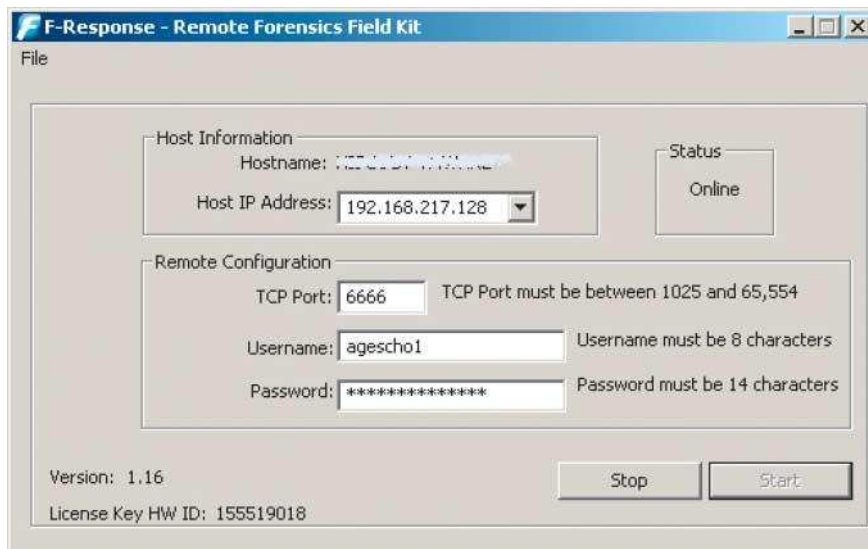 F-Response - Remote Forensics Field Kit
File
Host Information
Hostname:
Host IP Address: 192.168.217.128
Status
Online
Remote Configuration
TCP Port: 6666 TCP Port must be between 1025 and 65,554
Username: agescho1 Username must be 8 characters
Password: ************** Password must be 14 characters
Version: 1.16
Stop
Start
License Key HW ID: 155519018